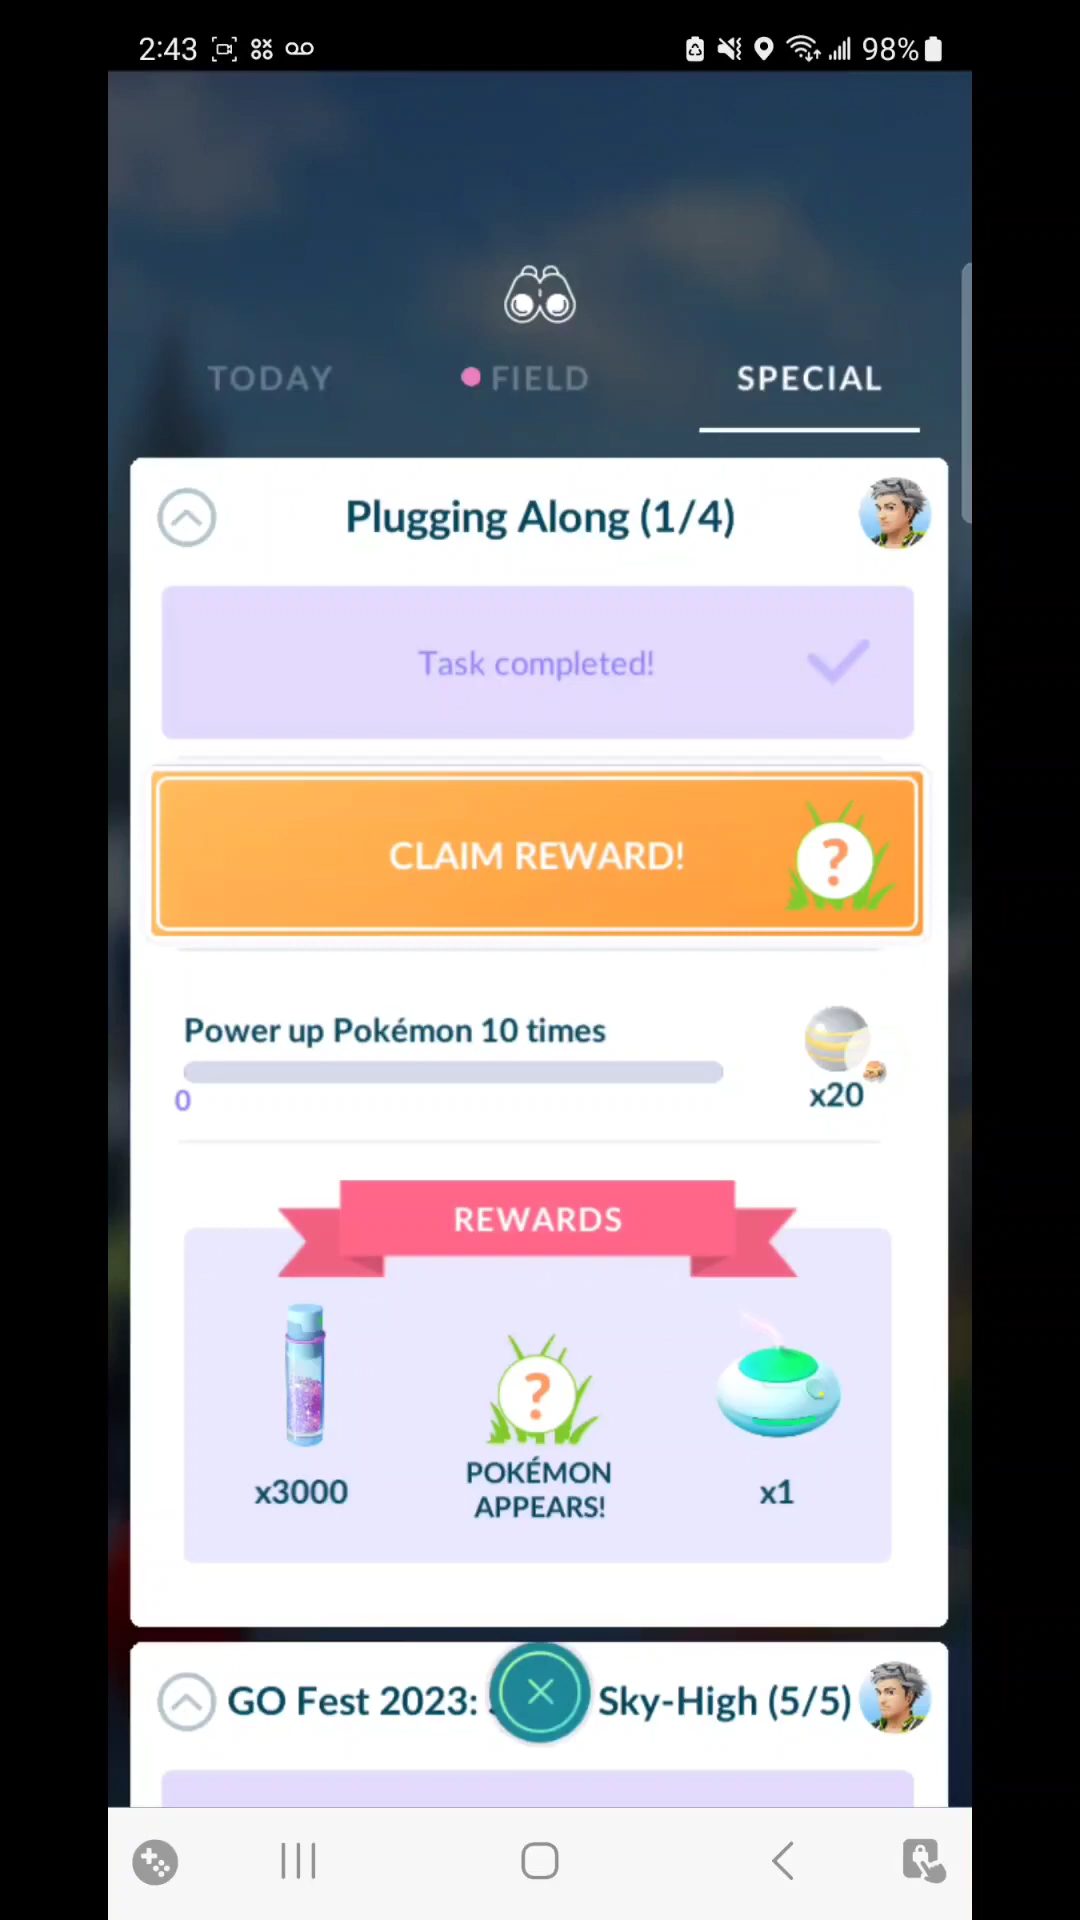 2:43 98%
TODAY FIELD SPECIAL
Plugging Along (1/4)
Task completed!
CLAIM REWARD! ?
Power up Pokémon 10 times
0
x20
REWARDS
?
x3000 POKÉMON APPEARS! x1
GO Fest 2023: Sky-High (5/5)